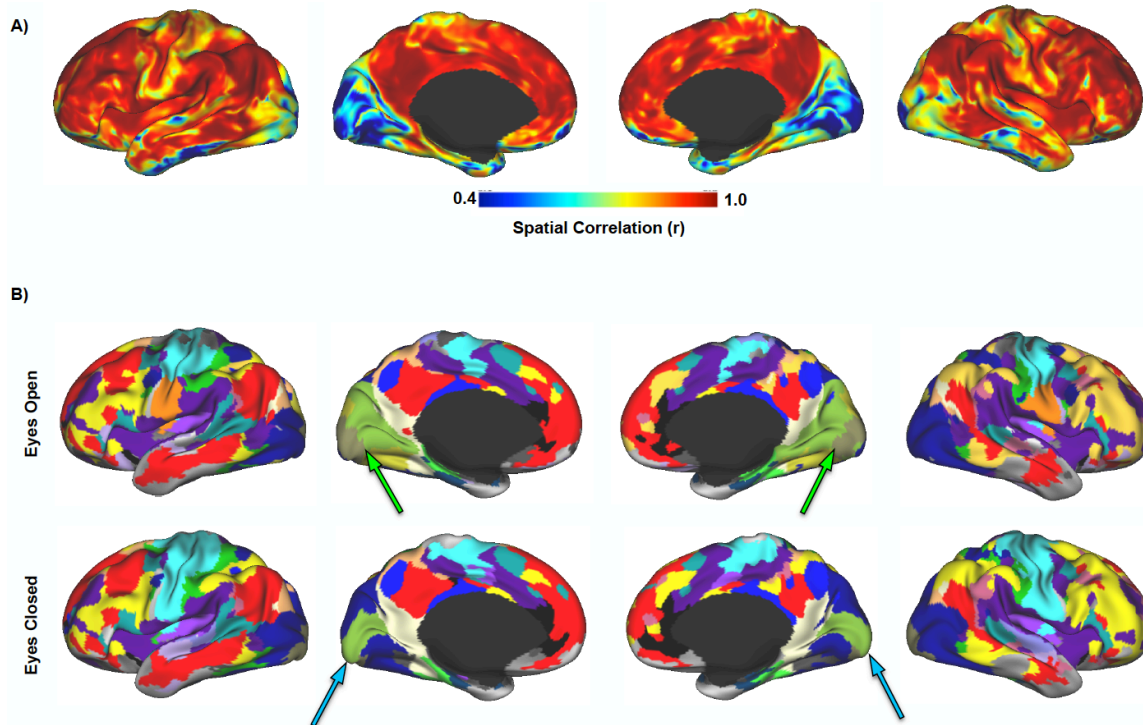 A)
0.4
1.0
Spatial Correlation (r)
B)
Eyes Open
Eyes Closed